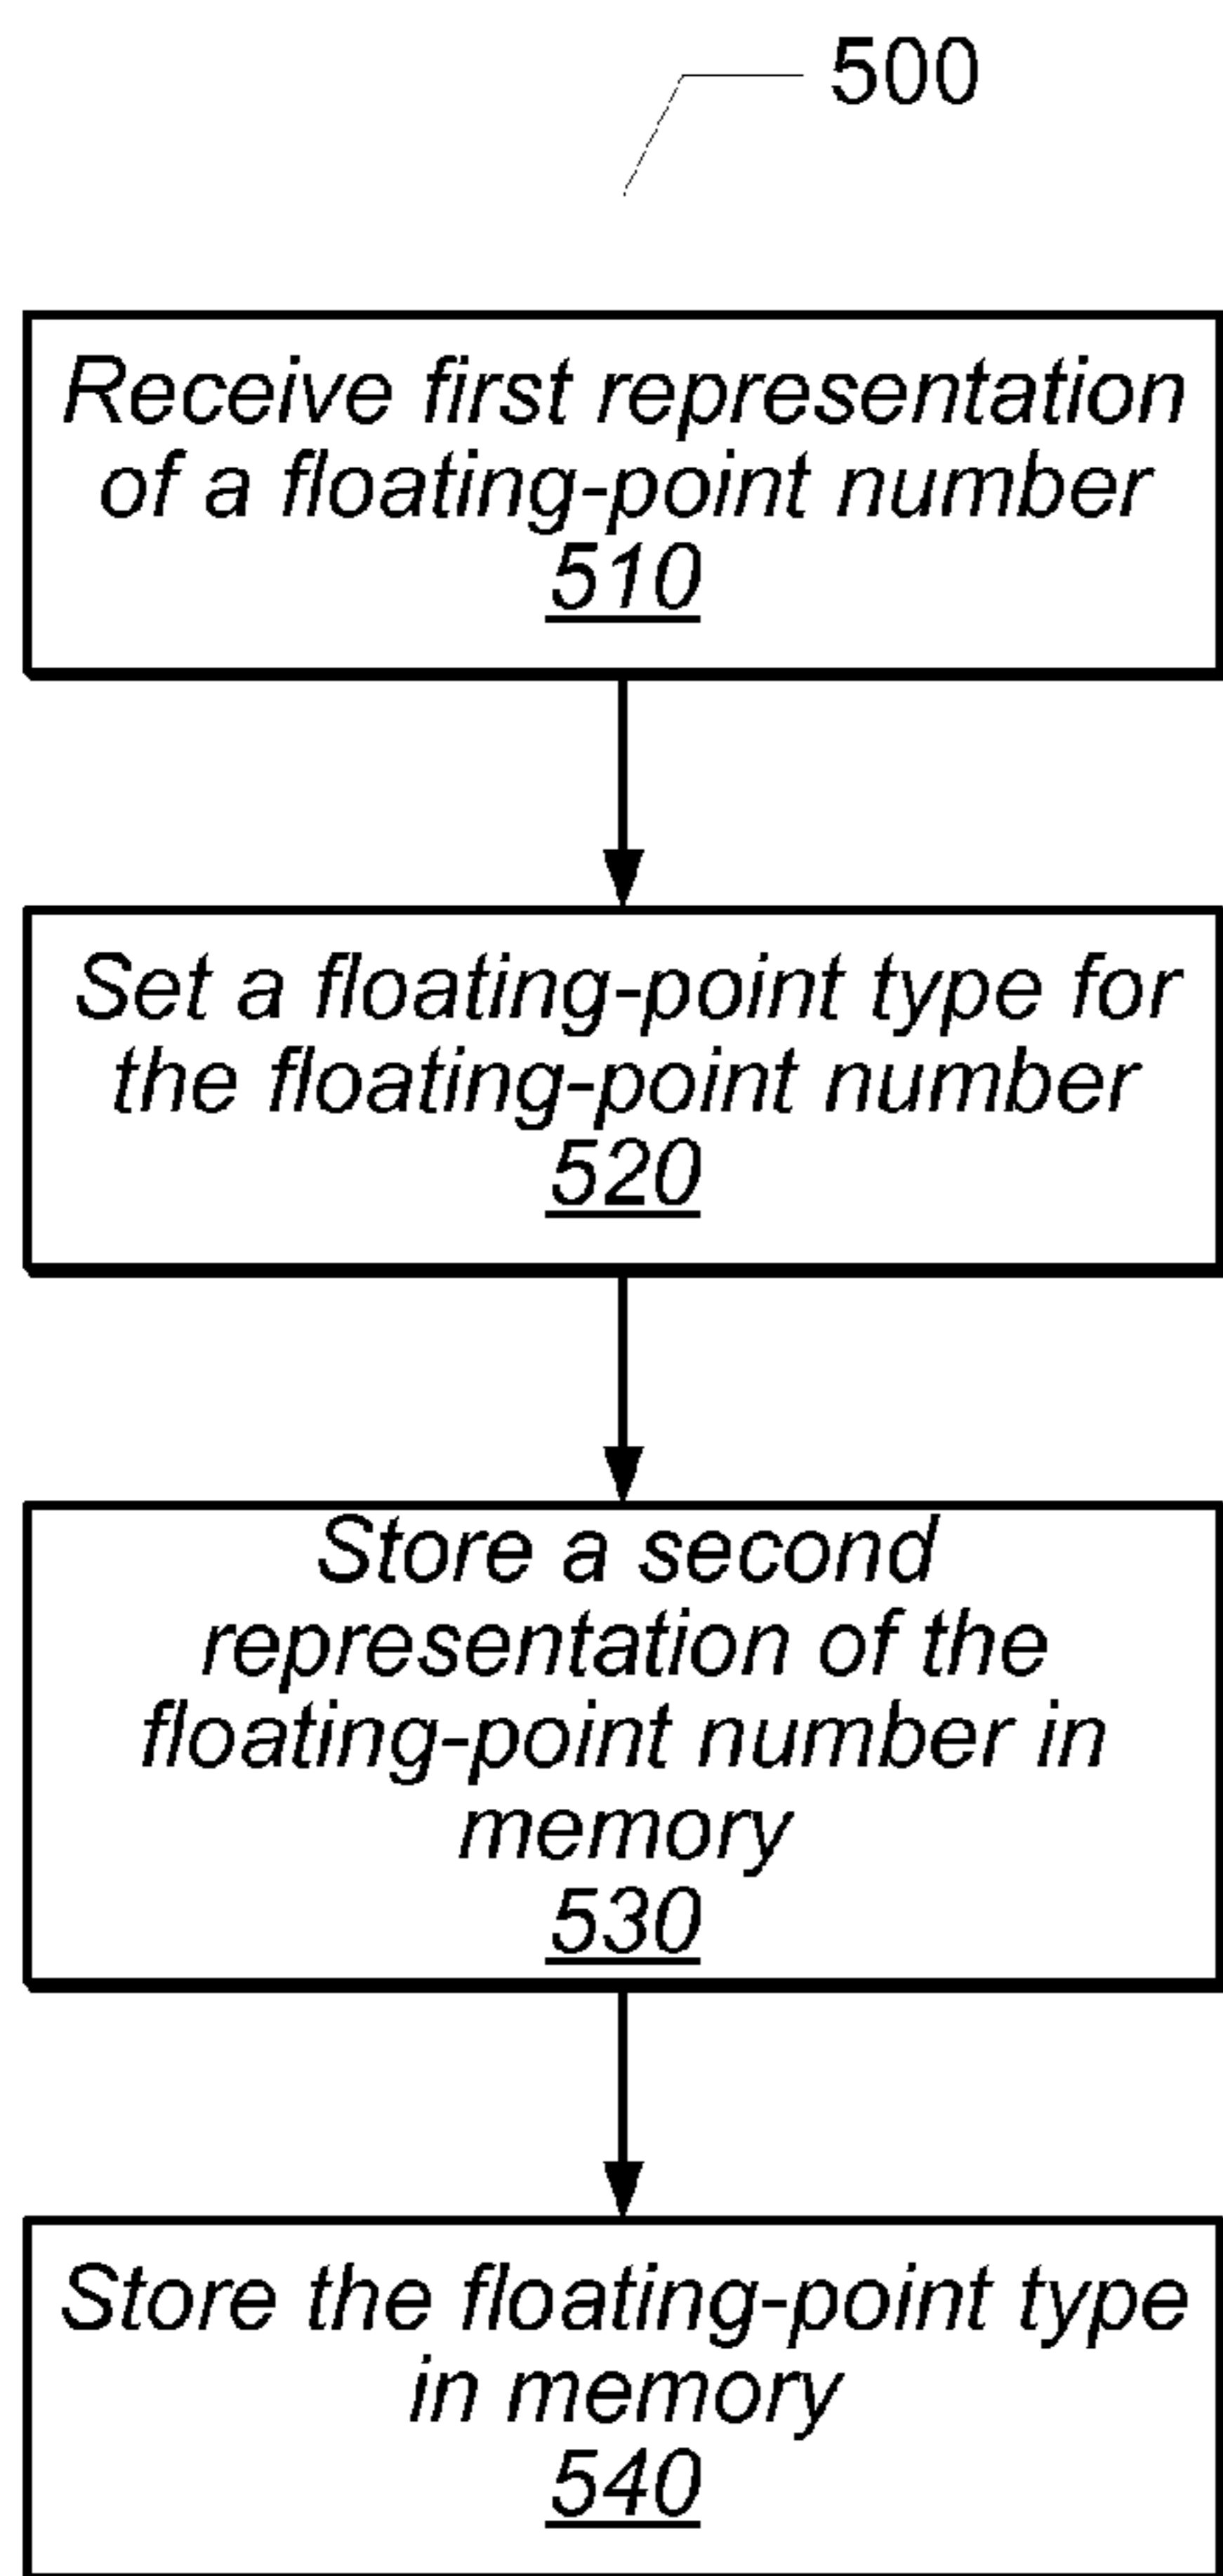 500
Receive first representation
of a floating-point number
510
Set a floating-point type for
the floating-point number
520
Store a second
representation of the
floating-point number in
memory
530
Store the floating-point type
in memory
540